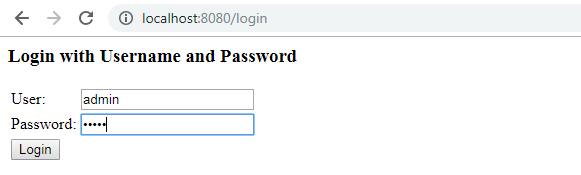 localhost:8080/login
Login with Username and Password
User: admin
Password: •••••
Login